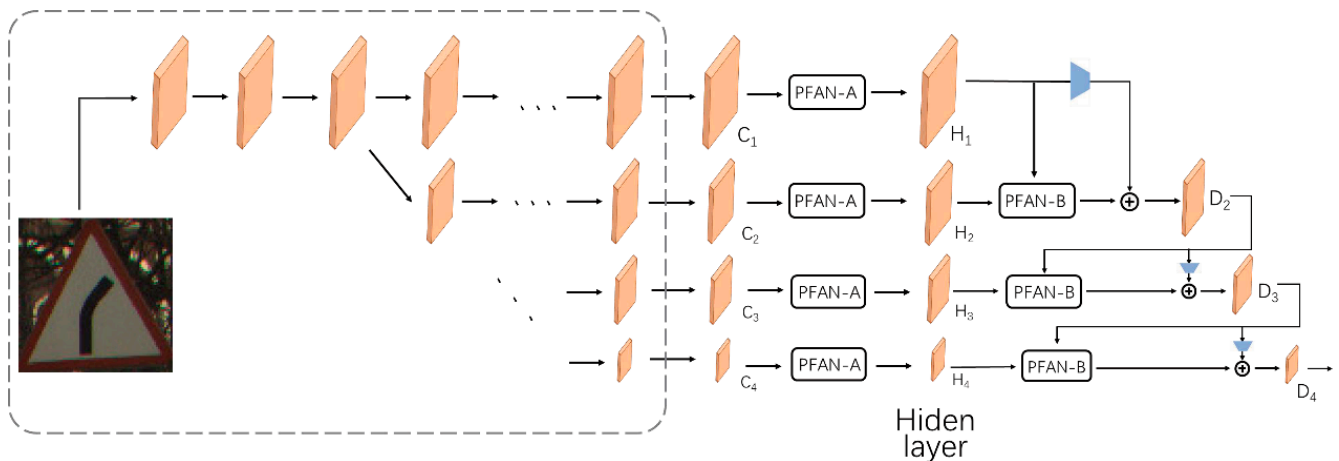 PFAN-A
C1
H1
PFAN-A
PFAN-B
D2
C2
H2
PFAN-A
PFAN-B
D3
C3
H3
PFAN-A
PFAN-B
C4
H4
D4
Hiden
layer